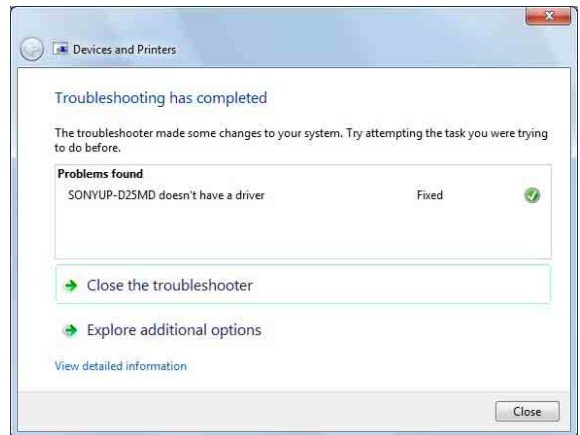 Devices and Printers
Troubleshooting has completed
The troubleshooter made some changes to your system. Try attempting the task you were trying
to do before.
Problems found
SONYUP-D25MD doesn't have a driver Fixed
Close the troubleshooter
Explore additional options
View detailed information
Close